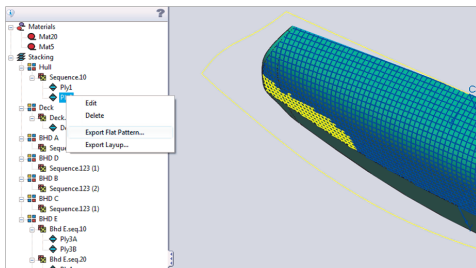 ?
Materials
Mat20
Mat5
Stacking
Hull
Sequence.10
Ply1
Edit
Delete
Export Flat Pattern...
Export Layup...
Deck
Deck.
BHD A
Sequ
BHD D
Sequence.123 (1)
BHD B
Sequence.123 (2)
BHD C
Sequence.123 (1)
BHD E
Bhd E.seq.10
Ply3A
Ply3B
Bhd E.seq.20
C